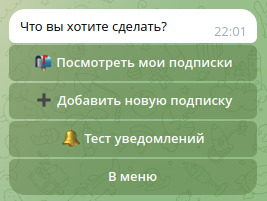 Что вы хотите сделать?
22:01
📬 Посмотреть мои подписки
➕ Добавить новую подписку
🔔 Тест уведомлений
В меню